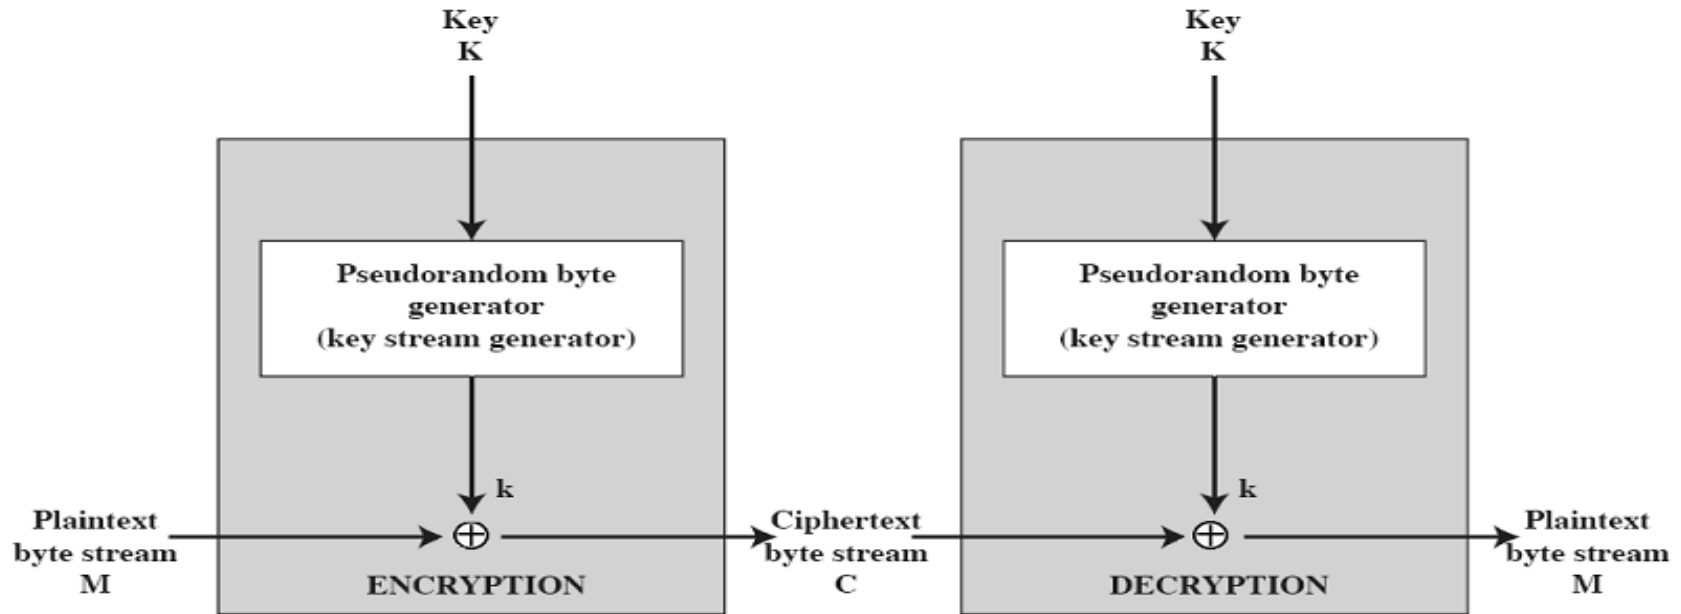 Key
K
Key
K
Pseudorandom byte
generator
(key stream generator)
Pseudorandom byte
generator
(key stream generator)
k
k
Plaintext
byte stream
M
Ciphertext
byte stream
C
Plaintext
byte stream
M
ENCRYPTION
DECRYPTION